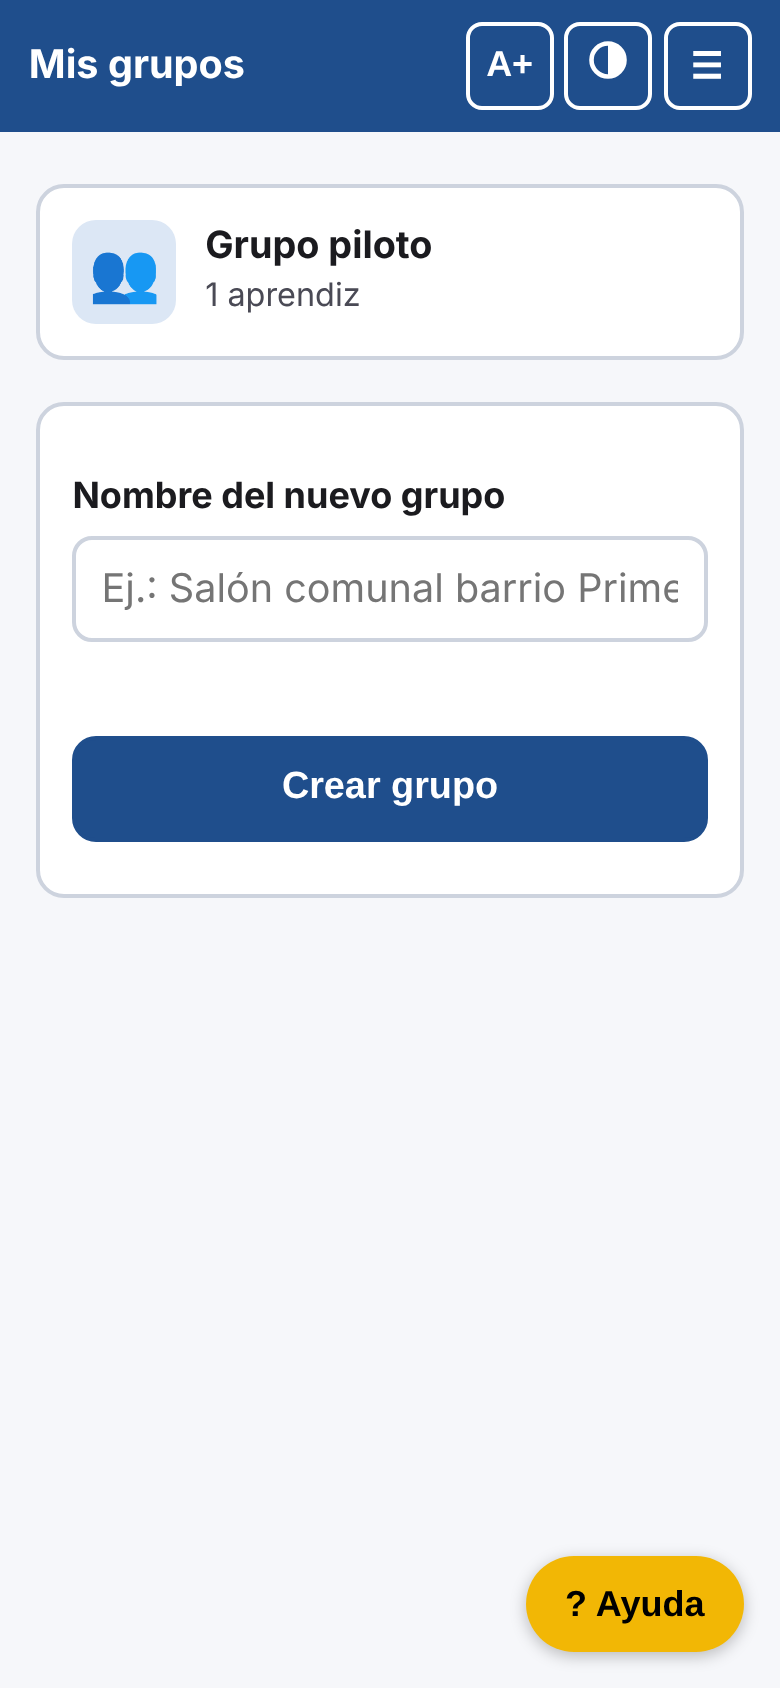 Mis grupos
A+
Grupo piloto
1 aprendiz
Nombre del nuevo grupo
Ej.: Salón comunal barrio Prime
Crear grupo
? Ayuda